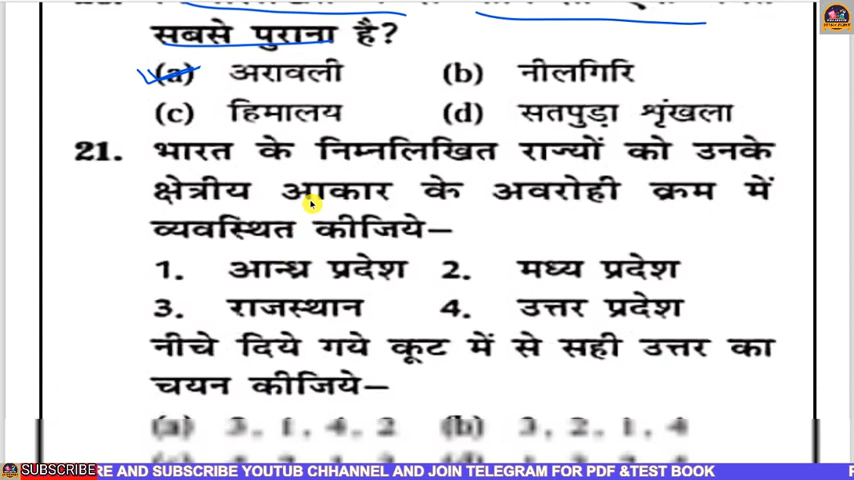 सबसे पुराना है?
(a) अरावली (b) नीलगिरि
(c) हिमालय (d) सतपुड़ा श्रृंखला
21. भारत के निम्नलिखित राज्यों को उनके
क्षेत्रीय आकार के अवरोही क्रम में
व्यवस्थित कीजिये–
1. आन्ध्र प्रदेश 2. मध्य प्रदेश
3. राजस्थान 4. उत्तर प्रदेश
नीचे दिये गये कूट में से सही उत्तर का
चयन कीजिये–
(a) 3, 1, 4, 2 (b) 3, 2, 1, 4
SUBSCRIBE RE AND SUBSCRIBE YOUTUB CHHANNEL AND JOIN TELEGRAM FOR PDF &TEST BOOK